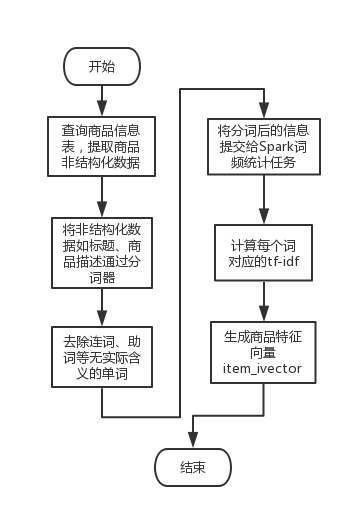 开始
查询商品信息
表，提取商品
非结构化数据
将非结构化数
据如标题、商
品描述通过分
词器
去除连词、助
词等无实际含
义的单词
将分词后的信息
提交给Spark词
频统计任务
计算每个词
对应的tf-idf
生成商品特征
向量
item_ivector
结束